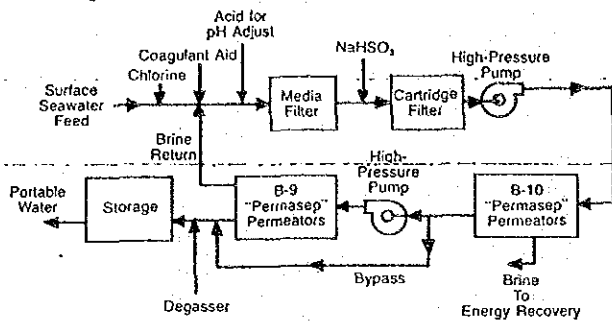 Acid for
pH Adjust
Coagulant Aid
Chlorine
NaHSO₃
High-Pressure
Pump
Surface
Seawater
Feed
Media
Filter
Cartridge
Filter
Brine
Return
High-
Pressure
Pump
Portable
Water
Storage
B-9
"Permasep"
Permeators
B-10
"Permasep"
Permeators
Bypass
Degasser
Brine
To
Energy Recovery